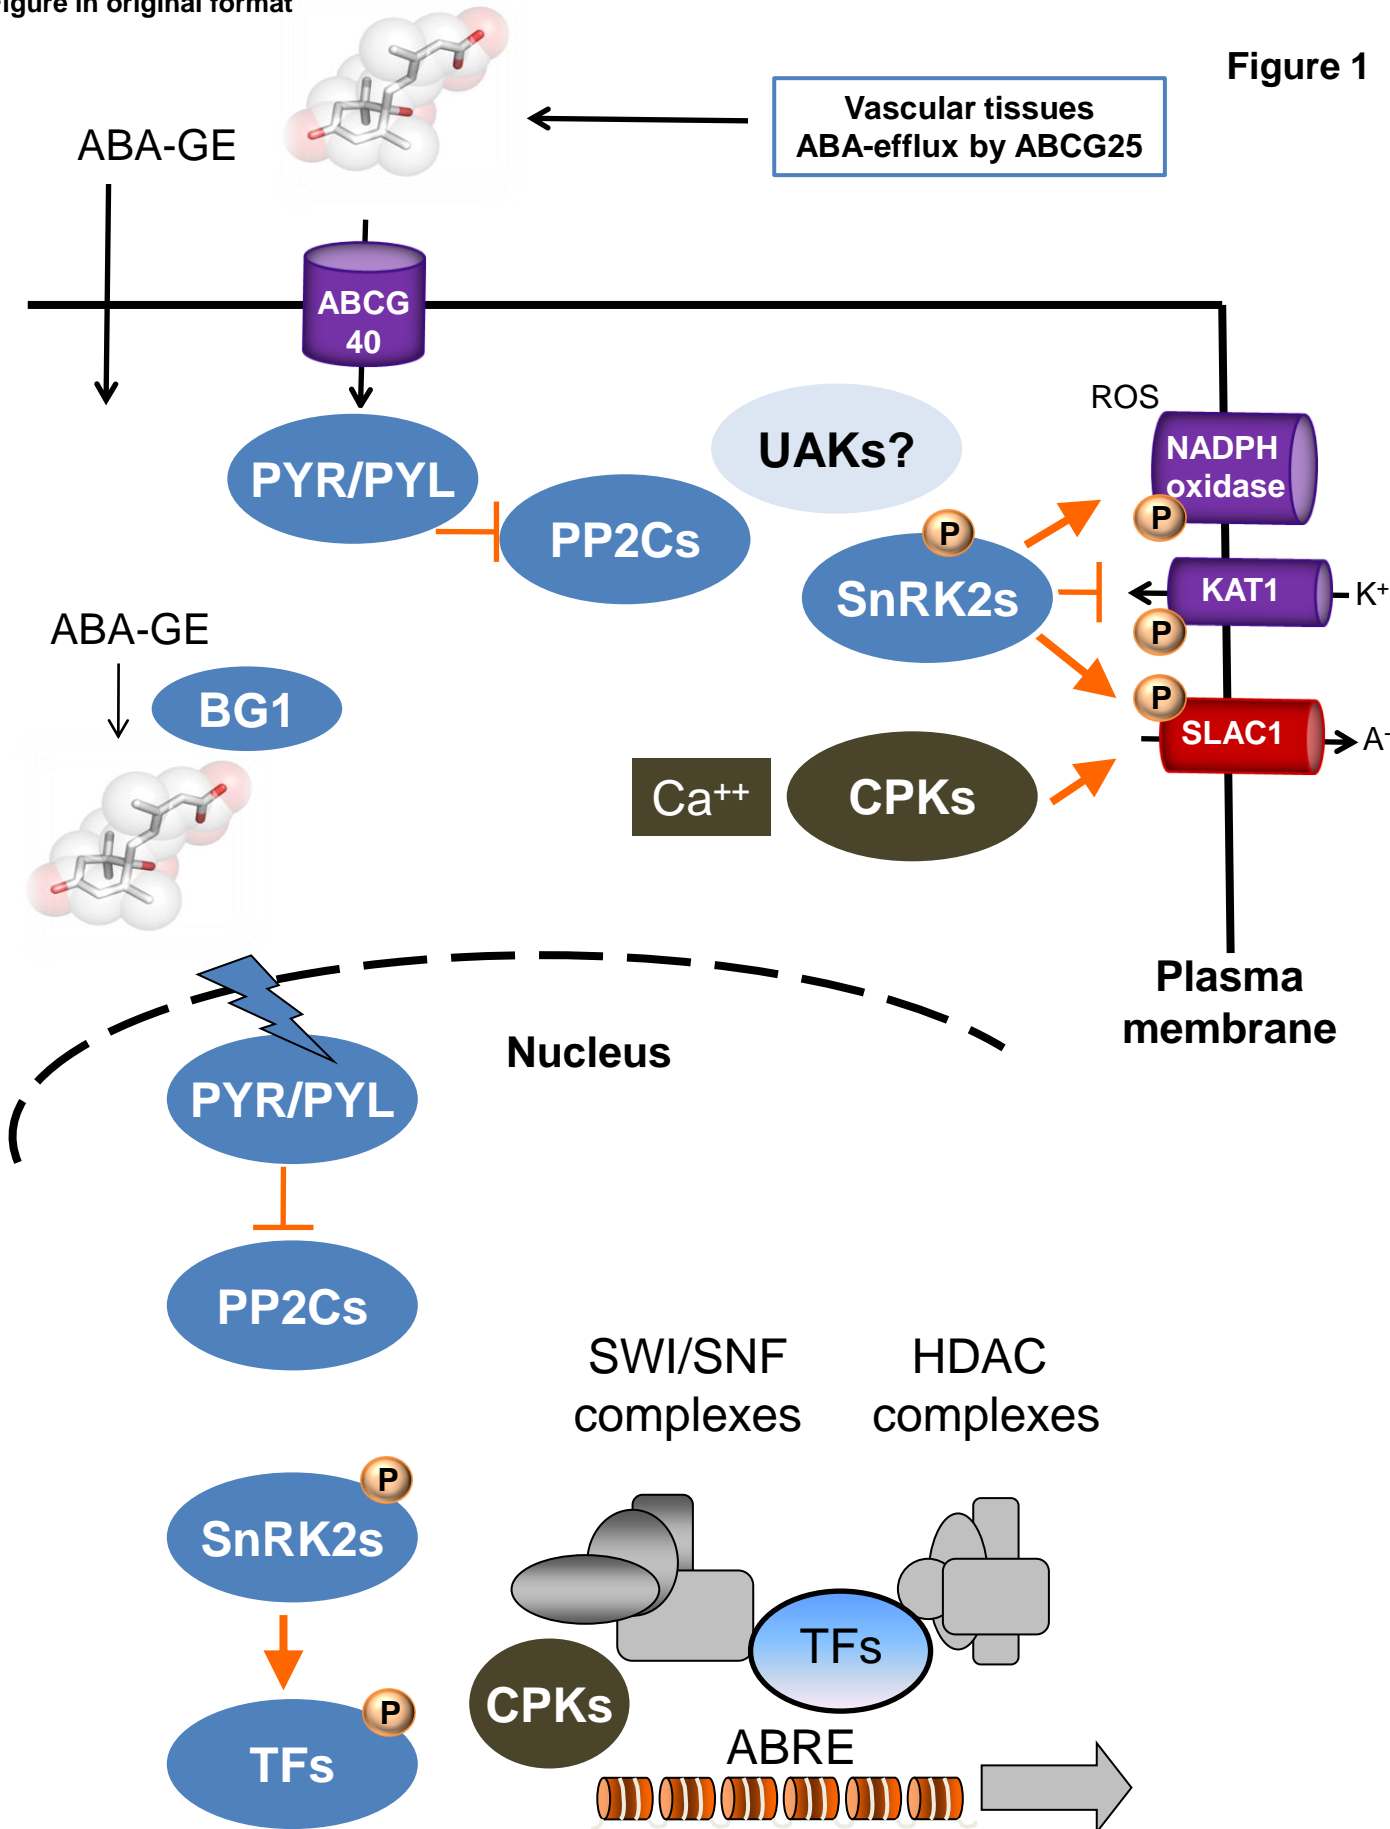 Figure in original format
Figure 1
Vascular tissues
ABA-efflux by ABCG25
ABA-GE
ABCG
40
ROS
NADPH
oxidase
P
UAKs?
PYR/PYL
PP2Cs
P
SnRK2s
KAT1
K+
P
ABA-GE
BG1
P
SLAC1
A-
Ca++
CPKs
Plasma
membrane
Nucleus
PYR/PYL
PP2Cs
SWI/SNF
complexes
HDAC
complexes
P
SnRK2s
TFs
CPKs
P
TFs
ABRE